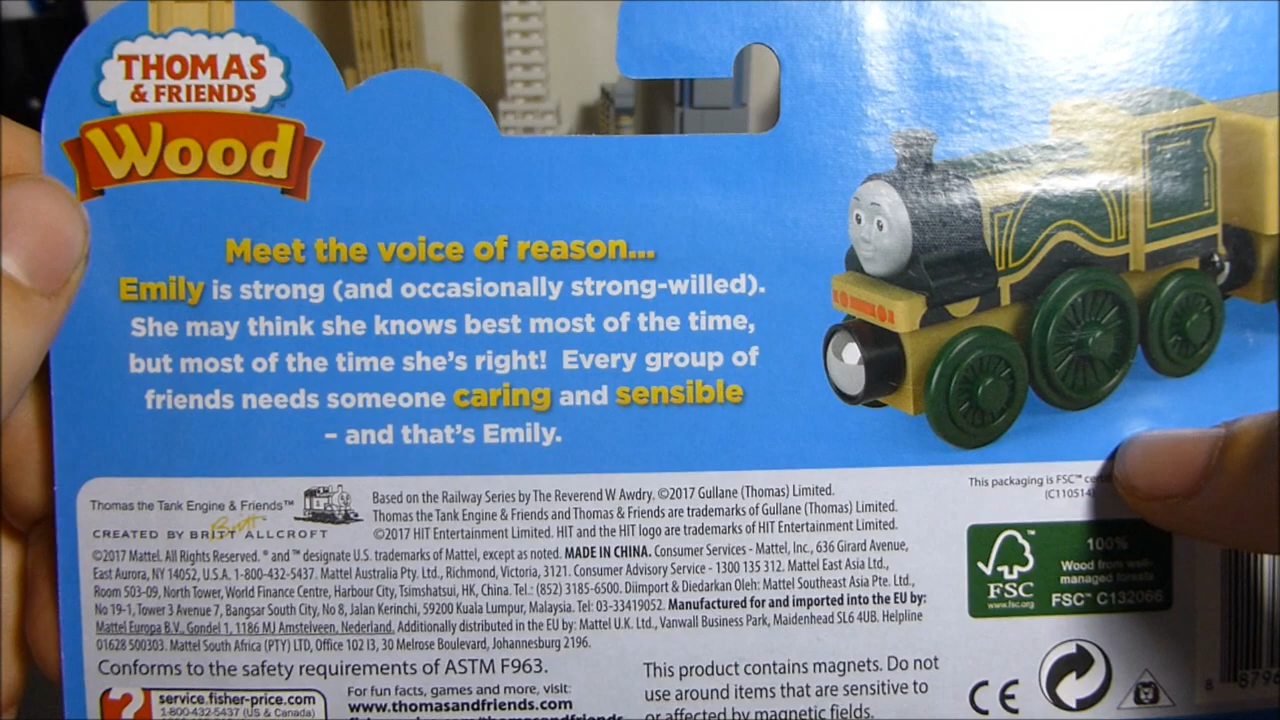 THOMAS
& FRIENDS
Wood
Meet the voice of reason...
Emily is strong (and occasionally strong-willed).
She may think she knows best most of the time,
but most of the time she's right! Every group of
friends needs someone caring and sensible
– and that's Emily.
Thomas the Tank Engine & Friends™
CREATED BY BRITT ALLCROFT
Based on the Railway Series by The Reverend W Awdry. ©2017 Gullane (Thomas) Limited.
Thomas the Tank Engine & Friends and Thomas & Friends are trademarks of Gullane (Thomas) Limited.
©2017 HIT Entertainment Limited. HIT and the HIT logo are trademarks of HIT Entertainment Limited.
©2017 Mattel. All Rights Reserved. ® and ™ designate U.S. trademarks of Mattel, except as noted. MADE IN CHINA. Consumer Services - Mattel, Inc., 636 Girard Avenue,
East Aurora, NY 14052, U.S.A. 1-800-432-5437. Mattel Australia Pty. Ltd., Richmond, Victoria, 3121. Consumer Advisory Service - 1300 135 312. Mattel East Asia Ltd.,
Room 503-09, North Tower, World Finance Centre, Harbour City, Tsimshatsui, HK, China. Tel.: (852) 3185-6500. Diimport & Diedarkan Oleh: Mattel Southeast Asia Pte. Ltd.,
No 19-1, Tower 3 Avenue 7, Bangsar South City, No 8, Jalan Kerinchi, 59200 Kuala Lumpur, Malaysia. Tel: 03-33419052. Manufactured for and imported into the EU by:
Mattel Europa B.V., Gondel 1, 1186 MJ Amstelveen, Nederland. Additionally distributed in the EU by: Mattel U.K. Ltd., Vanwall Business Park, Maidenhead SL6 4UB. Helpline
01628 500303. Mattel South Africa (PTY) LTD, Office 102 I3, 30 Melrose Boulevard, Johannesburg 2196.
Conforms to the safety requirements of ASTM F963.
service.fisher-price.com
1-800-432-5437 (US & Canada)
For fun facts, games and more, visit:
www.thomasandfriends.com
This product contains magnets. Do not
use around items that are sensitive to
or affected by magnetic fields.
This packaging is FSC™
(C110514)
FSC
www.fsc.org
100%
Wood from well-
managed forests
FSC™ C132066
CE